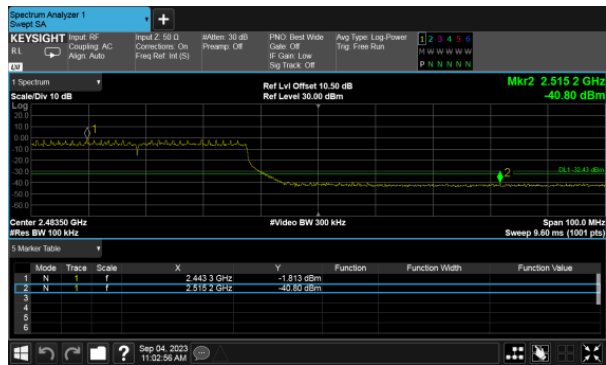 Spectrum Analyzer 1
Swept SA
+
KEYSIGHT Input: RF Input Z: 50 Ω #Atten: 30 dB PNO: Best Wide Avg Type: Log-Power 1 2 3 4 5 6
RL Coupling: AC Corrections: On Preamp: Off Gate: Off Trig: Free Run M W W W W W
Align: Auto Freq Ref: Int (S) IF Gain: Low P N N N N N
Sig Track: Off
1 Spectrum Ref Lvl Offset 10.50 dB Mkr2 2.515 2 GHz
Scale/Div 10 dB Ref Level 30.00 dBm -40.80 dBm
Log
20.0
10.0
1
0.00
-10.0
-20.0
-30.0
2 DL1 -32.43 dBm
-40.0
-50.0
-60.0
Center 2.48350 GHz #Video BW 300 kHz Span 100.0 MHz
#Res BW 100 kHz Sweep 9.60 ms (1001 pts)
5 Marker Table
Mode Trace Scale X Y Function Function Width Function Value
1 N 1 f 2.443 3 GHz -1.813 dBm
2 N 1 f 2.515 2 GHz -40.80 dBm
3
4
5
6
? Sep 04, 2023
11:02:56 AM